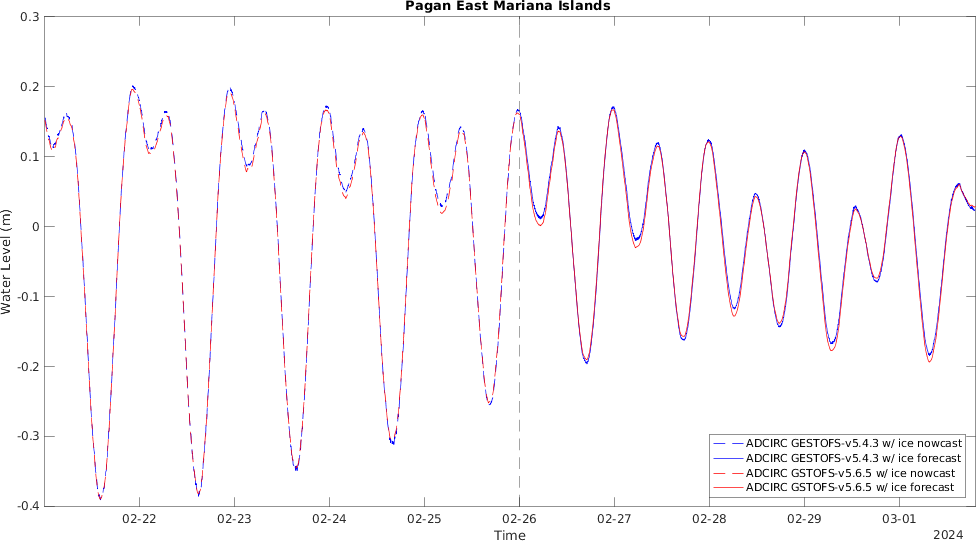 Pagan East Mariana Islands
0.3
0.2
0.1
0
-0.1
-0.2
-0.3
-0.4
Water Level (m)
02-22 02-23 02-24 02-25 02-26 02-27 02-28 02-29 03-01
Time
2024
ADCIRC GESTOFS-v5.4.3 w/ ice nowcast
ADCIRC GESTOFS-v5.4.3 w/ ice forecast
ADCIRC GSTOFS-v5.6.5 w/ ice nowcast
ADCIRC GSTOFS-v5.6.5 w/ ice forecast